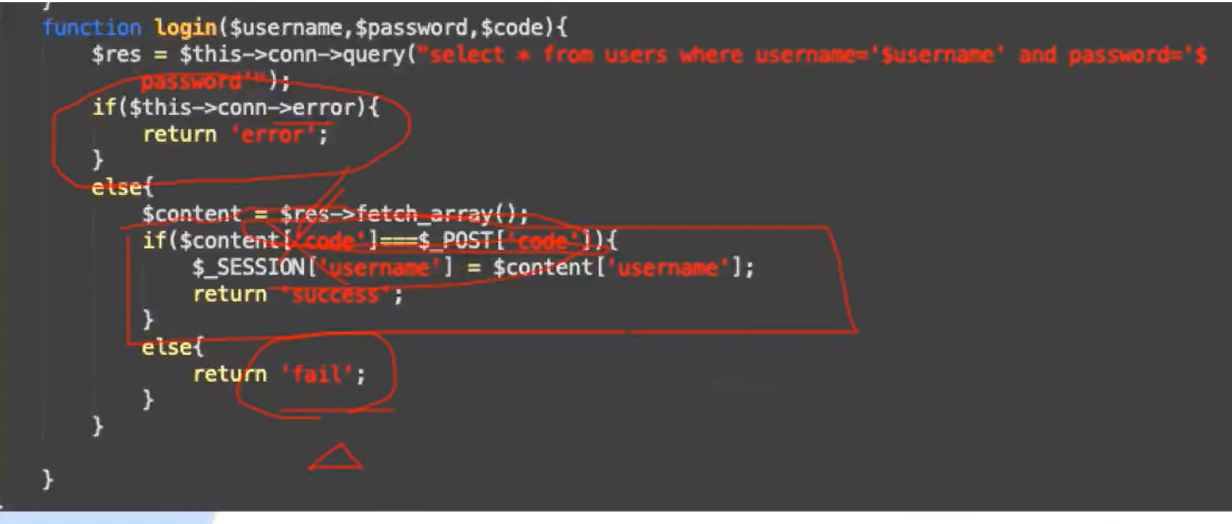 }
function login($username,$password,$code){
$res = $this->conn->query("select * from users where username='$username' and password='$
password'");
if($this->conn->error){
return 'error';
}
else{
$content = $res->fetch_array();
if($content['code']===$_POST['code']){
$_SESSION['username'] = $content['username'];
return 'success';
}
else{
return 'fail';
}
}
}